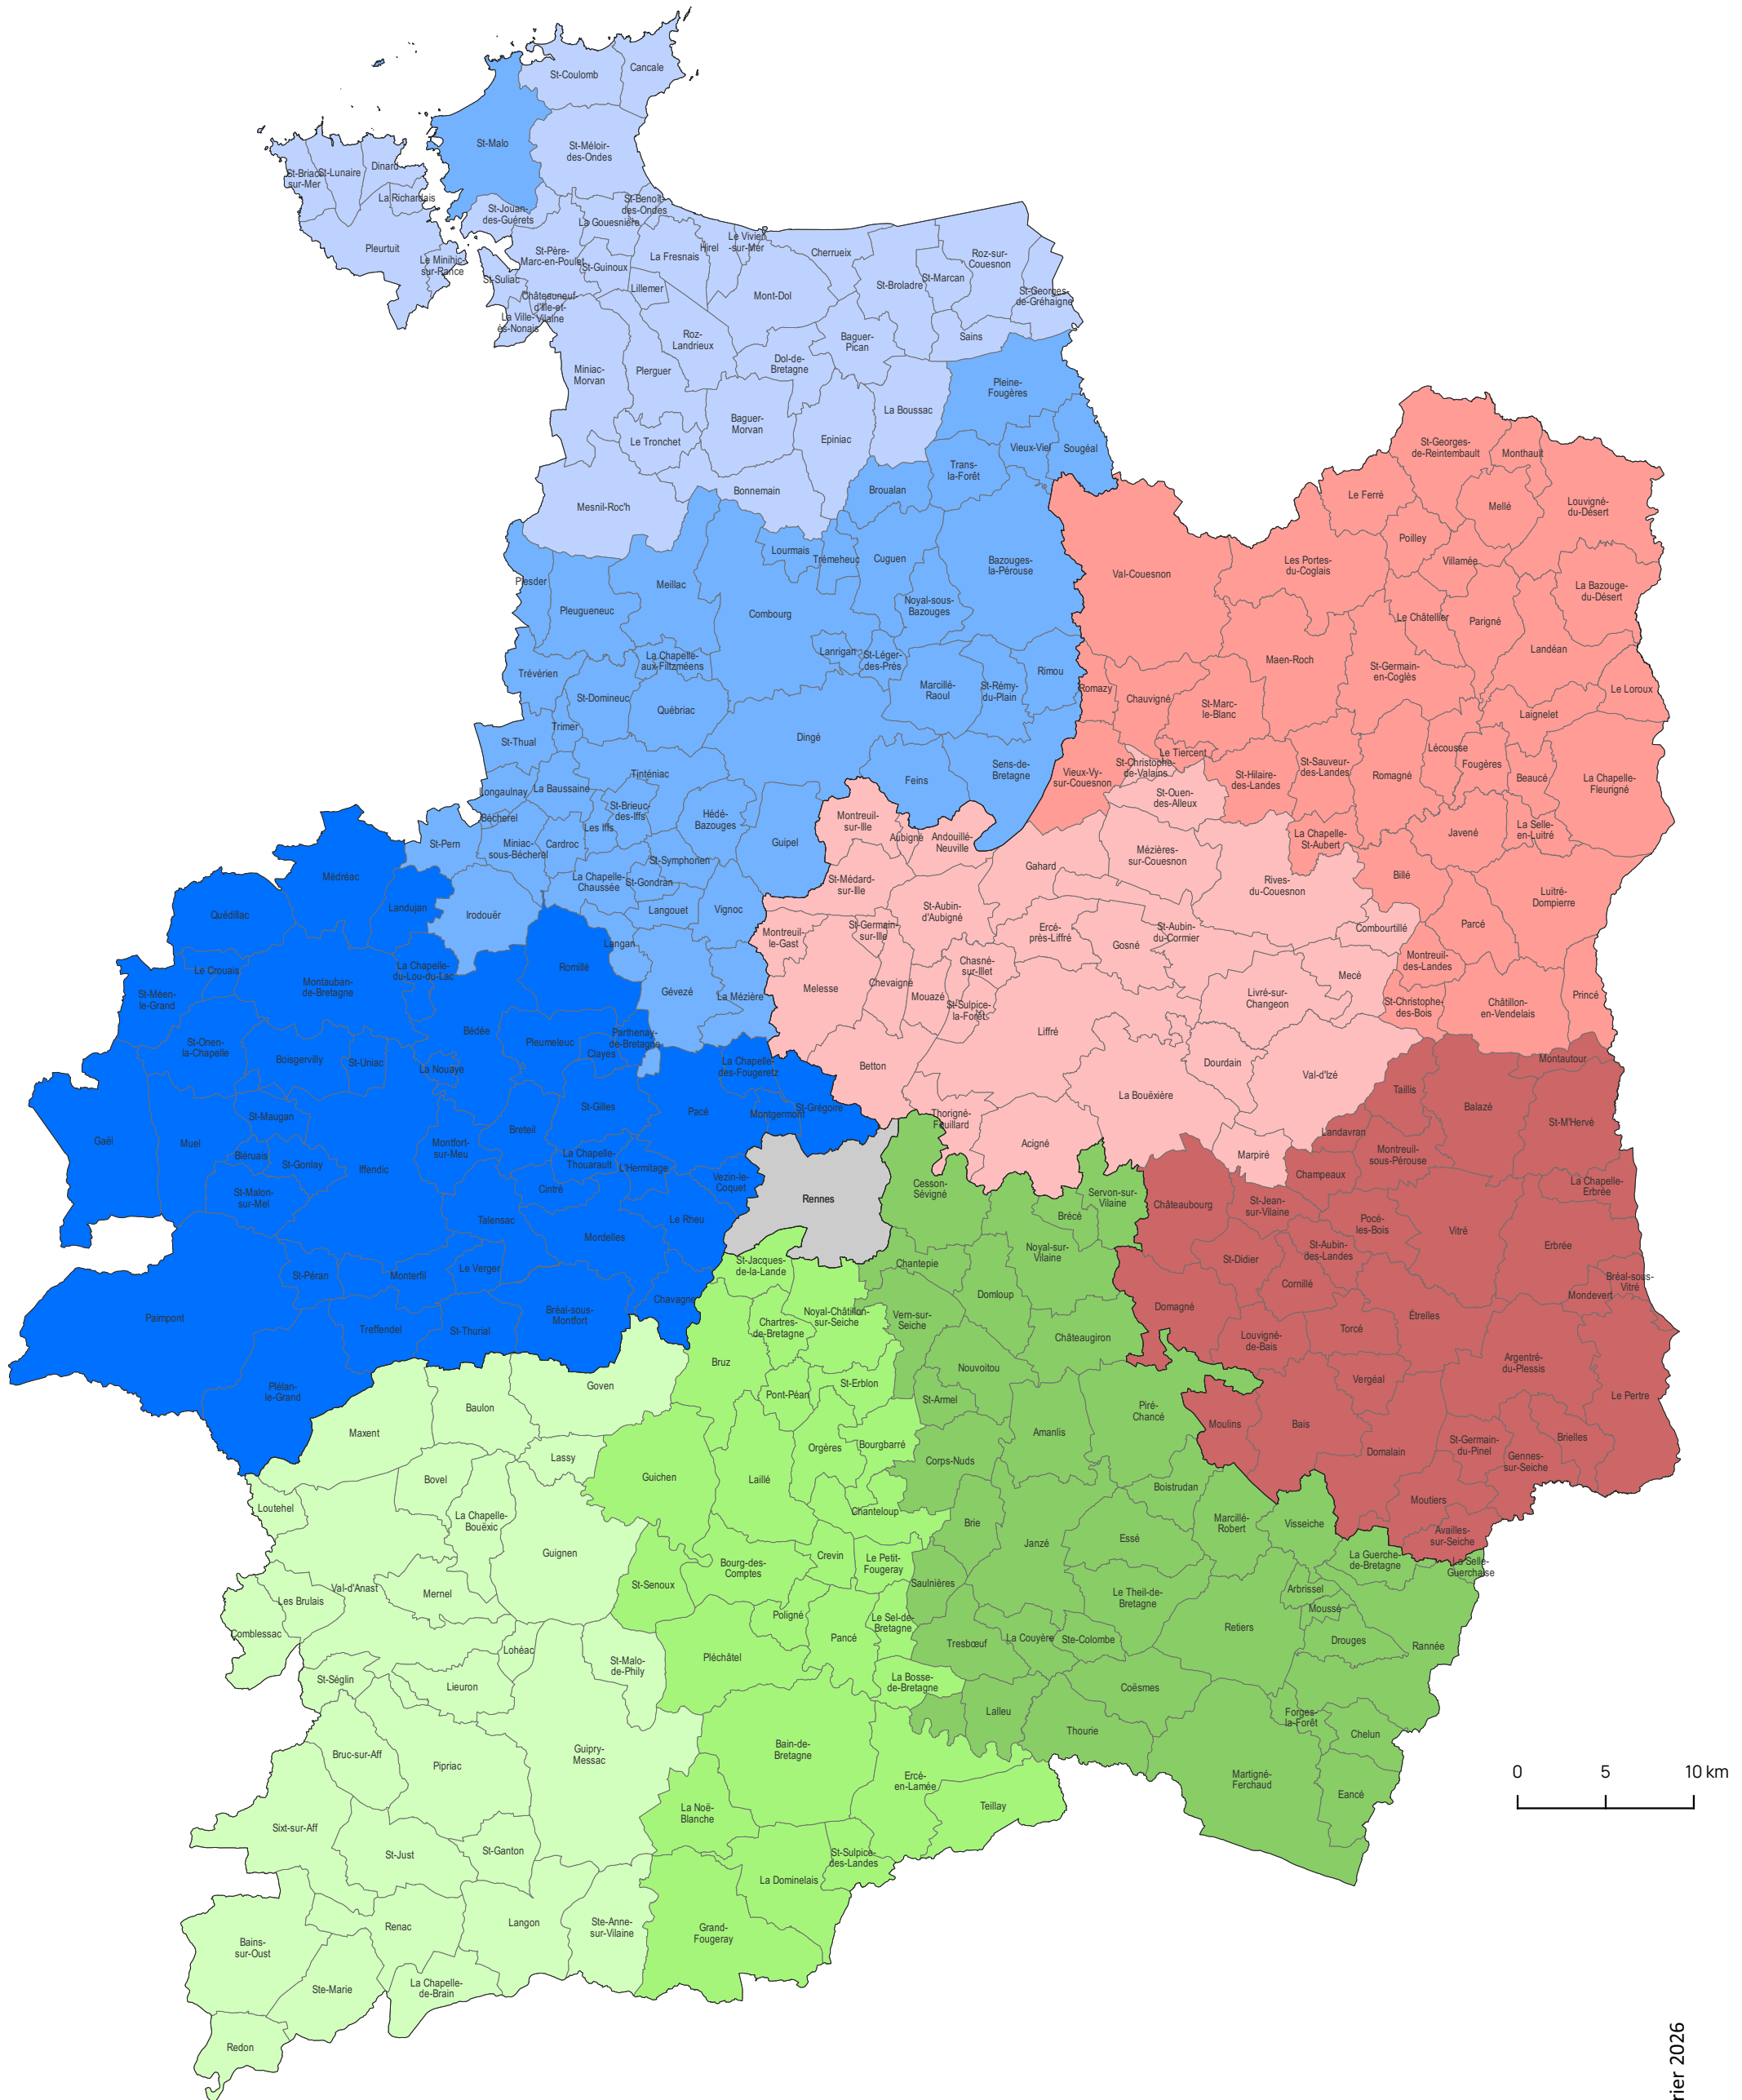 St-Coulomb
Cancale
St-Malo
St-Méloir-
des-Ondes
St-Briac-
sur-Mer
St-Lunaire
Dinard
La Richardais
St-Jouan-
des-Guérets
St-Benoît-
des-Ondes
La Gouesnière
Pleurtuit
Le Minihic-
sur-Rance
St-Père-
Marc-en-Poulet
St-Suliac
St-Guinoux
La Fresnais
Hirel
Le Vivier
-sur-Mer
Cherrueix
Roz-sur-
Couesnon
St-Marcan
St-Broladre
St-Georges-
de-Gréhaigne
Châteauneuf-
d'Ille-et-
Vilaine
La Ville-
ès-Nonais
Lillemer
Mont-Dol
Roz-
Landrieux
Baguer-
Pican
Sains
Dol-de-
Bretagne
Miniac-
Morvan
Plerguer
Pleine-
Fougères
La Boussac
Baguer-
Morvan
Le Tronchet
Epiniac
Vieux-Viel
Sougéal
Trans-
la-Forêt
Broualan
Bonnemain
Mesnil-Roc'h
St-Georges-
de-Reintembault
Monthault
Le Ferré
Mellé
Louvigné-
du-Désert
Poilley
Villamée
Les Portes-
du-Coglais
Val-Couesnon
La Bazouge-
du-Désert
Lourmais
Trémeheuc
Cuguen
Bazouges-
la-Pérouse
Plesder
Meillac
Pleugueneuc
Combourg
Noyal-sous-
Bazouges
Le Châtellier
Parigné
Landéan
Maen-Roch
St-Germain-
en-Coglès
Le Loroux
Lanrigan
St-Léger-
des-Prés
La Chapelle-
aux-Filtzméens
Trévérien
St-Domineuc
Québriac
Marcillé-
Raoul
St-Rémy-
du-Plain
Rimou
Romazy
Chauvigné
St-Marc-
le-Blanc
Laignelet
Trimer
St-Thual
Dingé
Le Tiercent
St-Christophe-
de-Valains
Vieux-Vy-
sur-Couesnon
St-Hilaire-
des-Landes
St-Sauveur-
des-Landes
Romagné
Lécousse
Fougères
Beaucé
La Chapelle-
Fleurigné
Tinténiac
Feins
Sens-de-
Bretagne
St-Ouen-
des-Alleux
Longaulnay
La Baussaine
St-Brieuc-
des-Iffs
Hédé-
Bazouges
Bécherel
Les Iffs
St-Pern
Miniac-
sous-Bécherel
Cardroc
Guipel
Montreuil-
sur-Ille
Aubigné
Andouillé-
Neuville
Gahard
Mézières-
sur-Couesnon
La Chapelle-
St-Aubert
Javené
La Selle-
en-Luitré
St-Symphorien
La Chapelle-
Chaussée
St-Gondran
Médréac
Landujan
Quédillac
Irodouër
Langouet
Vignoc
St-Médard-
sur-Ille
St-Aubin-
d'Aubigné
Rives-
du-Couesnon
Billé
Luitré-
Dompierre
Parcé
Combourtillé
Montreuil-
le-Gast
St-Germain-
sur-Ille
Ercé-
près-Liffré
Gosné
St-Aubin-
du-Cormier
Langan
Le Crouais
Montauban-
de-Bretagne
La Chapelle-
du-Lou-du-Lac
Romillé
Gévezé
La Mézière
Melesse
Chevaigné
Chasné-
sur-Illet
Mouazé
St-Sulpice-
la-Forêt
Livré-sur-
Changeon
Mecé
Montreuil-
des-Landes
St-Christophe-
des-Bois
Châtillon-
en-Vendelais
Princé
St-Méen-
le-Grand
St-Onen-
la-Chapelle
Boisgervilly
St-Uniac
Bédée
La Nouaye
Pleumeleuc
Clayes
Parthenay-
de-Bretagne
La Chapelle-
des-Fougeretz
Liffré
Betton
Dourdain
Val-d'Izé
La Bouëxière
Taillis
Montautour
Balazé
St-M'Hervé
Gaël
Muel
St-Maugan
Bléruais
St-Gonlay
St-Malon-
sur-Mel
Iffendic
Montfort-
sur-Meu
Breteil
St-Gilles
Pacé
Montgermont
St-Grégoire
Thorigné-
Fouillard
Acigné
Marpiré
Landavran
Champeaux
Montreuil-
sous-Pérouse
La Chapelle-
Erbrée
La Chapelle-
Thouarault
L'Hermitage
Cintré
Vezin-le-
Coquet
Rennes
Cesson-
Sévigné
Servon-sur-
Vilaine
Brécé
Châteaubourg
St-Jean-
sur-Vilaine
Pocé-
les-Bois
Vitré
Erbrée
Talensac
Le Rheu
Mordelles
Noyal-sur-
Vilaine
St-Didier
St-Aubin-
des-Landes
Cornillé
Bréal-sous-
Vitré
Mondevert
Paimpont
St-Péran
Monterfil
Le Verger
St-Jacques-
de-la-Lande
Chantepie
Domloup
Domagné
Étrelles
Treffendel
St-Thurial
Bréal-sous-
Montfort
Chavagne
Chartres-
de-Bretagne
Noyal-Châtillon-
sur-Seiche
Vern-sur-
Seiche
Châteaugiron
Louvigné-
de-Bais
Torcé
Argentré-
du-Plessis
Plélan-
le-Grand
Goven
Bruz
Pont-Péan
St-Erblon
Nouvoitou
St-Armel
Vergéal
Le Pertre
Maxent
Baulon
Lassy
Orgères
Bourgbarré
Amanlis
Piré-
Chancé
Moulins
Bais
Domalain
St-Germain-
du-Pinel
Brielles
Gennes-
sur-Seiche
Bovel
Guichen
Laillé
Corps-Nuds
Boistrudan
Moutiers
Loutehel
La Chapelle-
Bouëxic
Chanteloup
Brie
Janzé
Essé
Marcillé-
Robert
Visseiche
Availles-
sur-Seiche
Guignen
Bourg-des-
Comptes
Crevin
Le Petit-
Fougeray
La Guerche-
de-Bretagne
La Selle-
Guerchaise
Val-d'Anast
Les Brulais
Mernel
St-Senoux
Saulnières
Le Theil-de-
Bretagne
Arbrissel
Moussé
Comblessac
Lohéac
Poligné
Pancé
Le Sel-de-
Bretagne
Tresbœuf
La Couyère
Ste-Colombe
Retiers
Drouges
Rannée
St-Séglin
Lieuron
St-Malo-
de-Phily
Pléchâtel
La Bosse-
de-Bretagne
Coësmes
Lalleu
Thourie
Forges-
la-Forêt
Chelun
Bruc-sur-Aff
Pipriac
Guipry-
Messac
Bain-de-
Bretagne
Ercé-
en-Lamée
Martigné-
Ferchaud
Eancé
0 5 10 km
Sixt-sur-Aff
La Noë-
Blanche
Teillay
St-Just
St-Ganton
St-Sulpice-
des-Landes
La Dominelais
Renac
Langon
Ste-Anne-
sur-Vilaine
Grand-
Fougeray
Bains-
sur-Oust
Ste-Marie
La Chapelle-
de-Brain
Redon
rier 2026